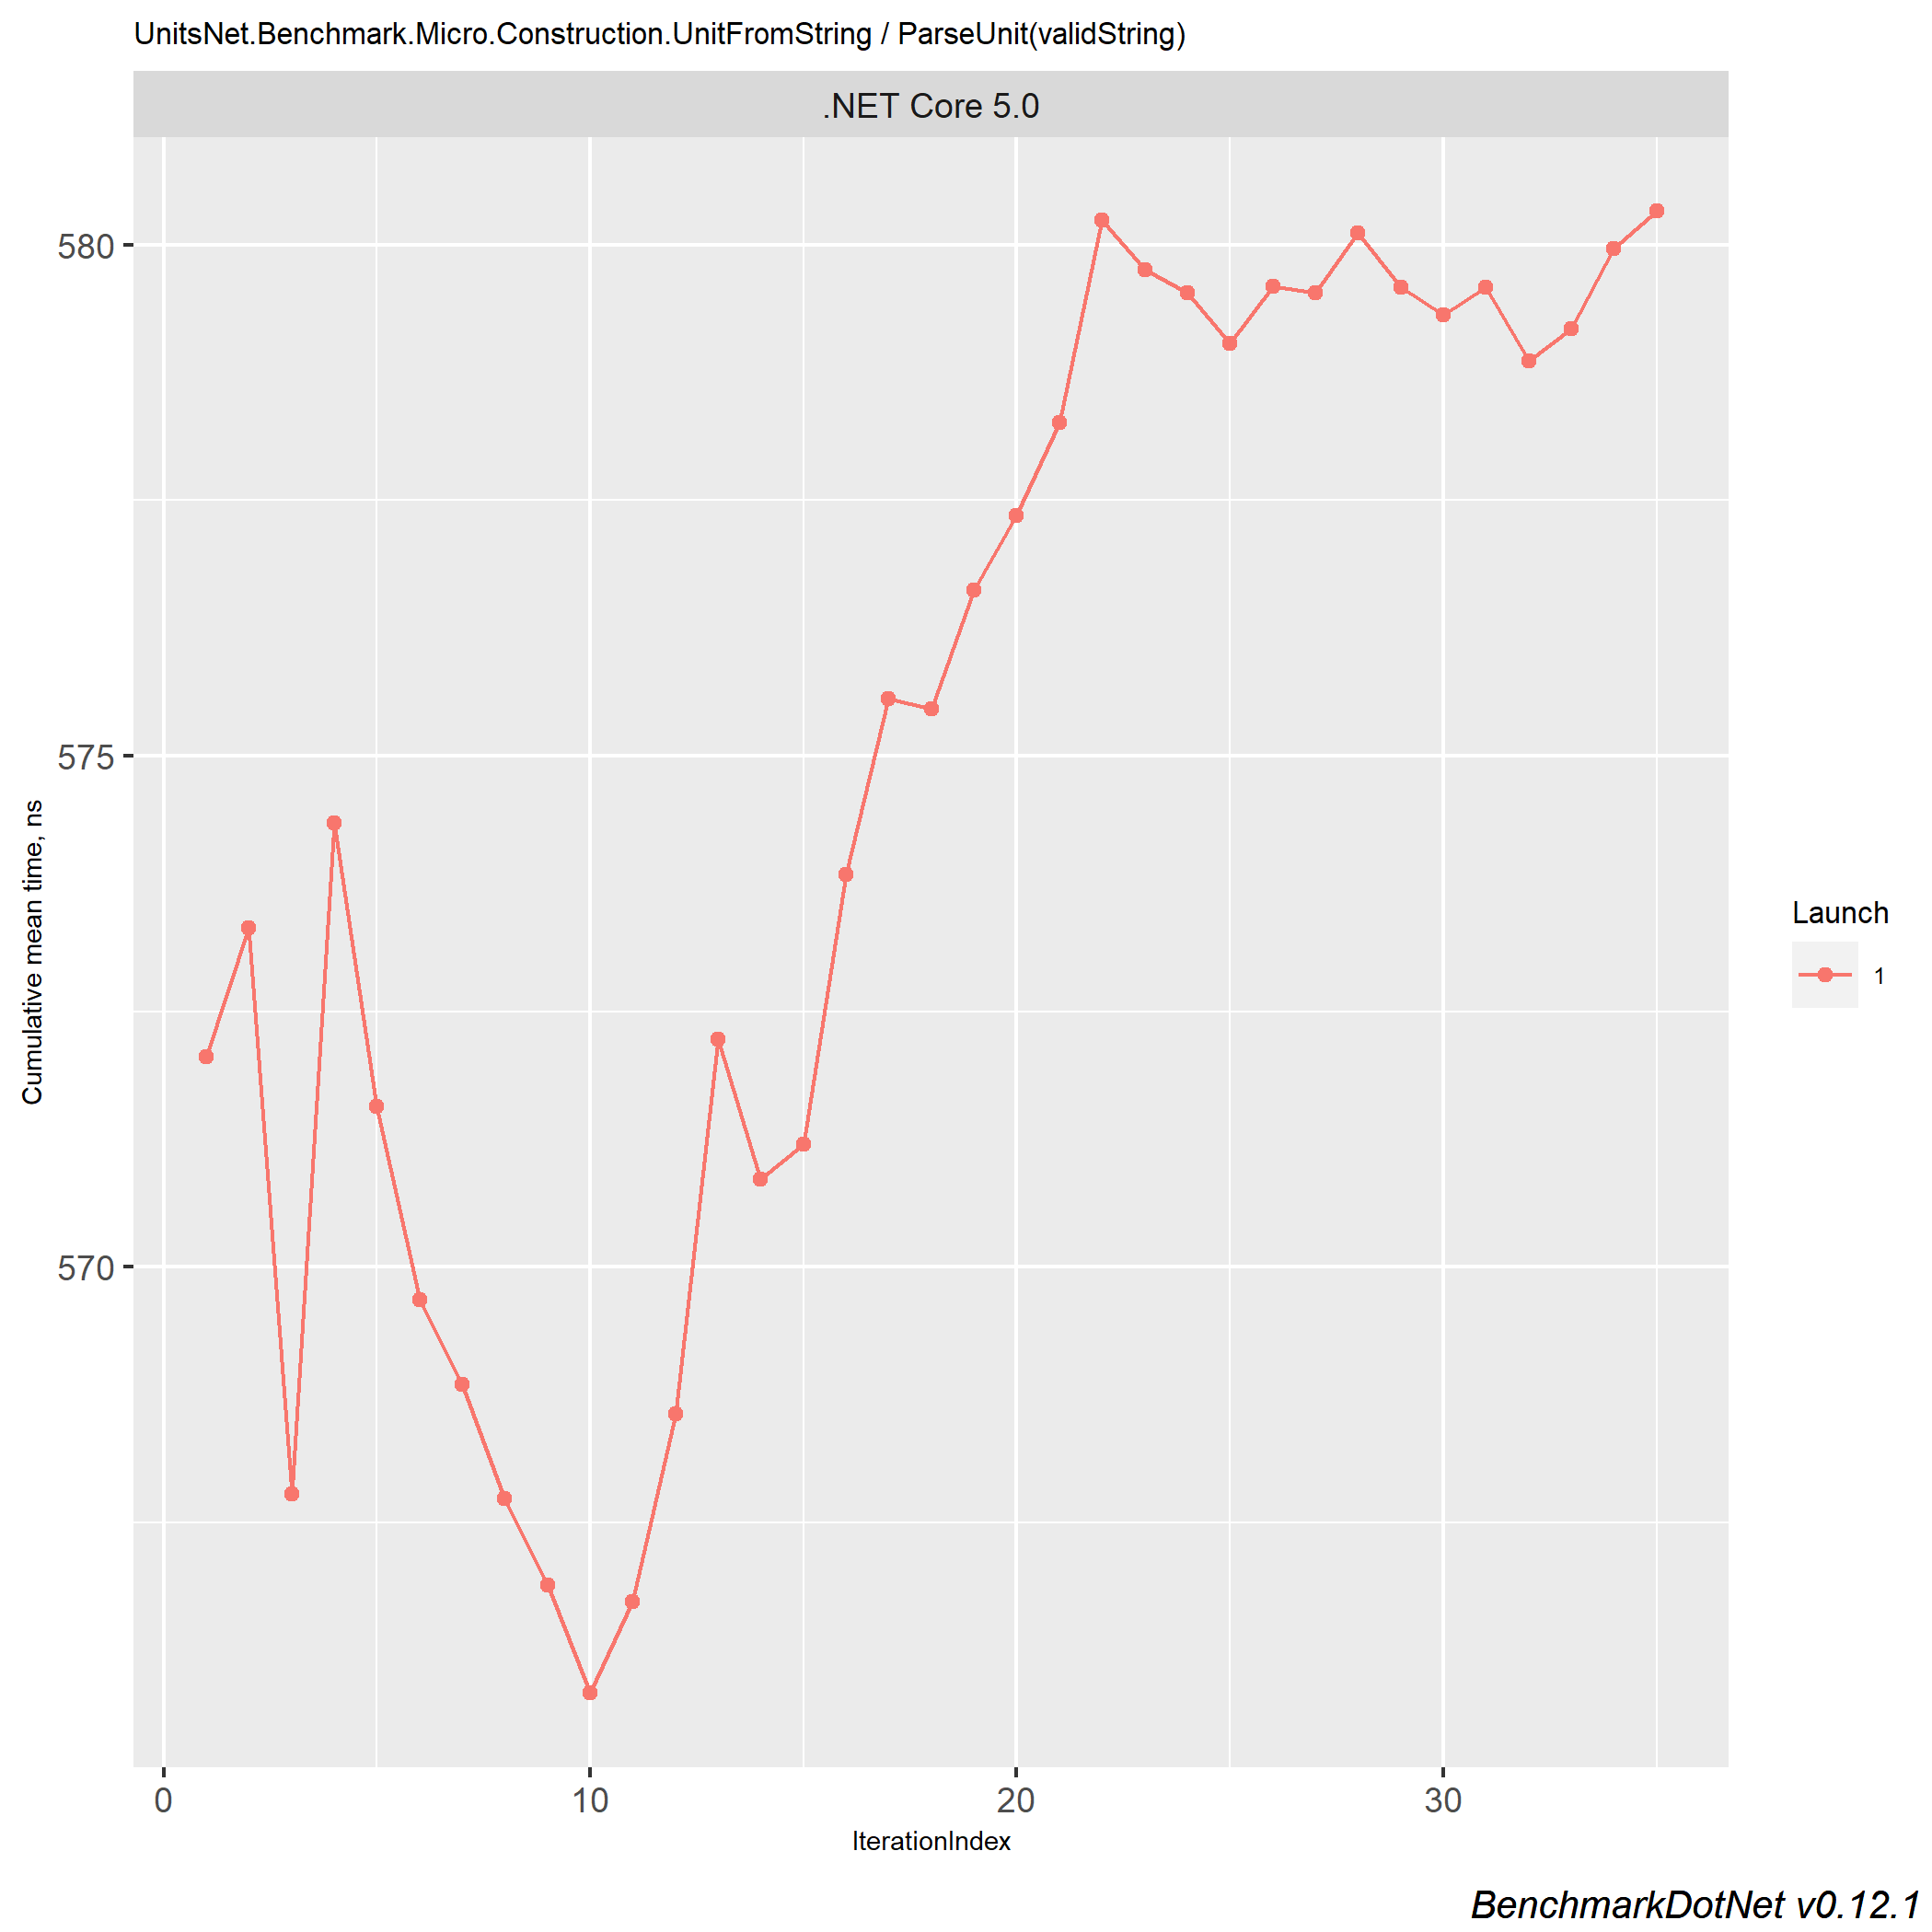 UnitsNet.Benchmark.Micro.Construction.UnitFromString / ParseUnit(validString)
.NET Core 5.0
580
575
570
Cumulative mean time, ns
0 10 20 30
IterationIndex
Launch
1
BenchmarkDotNet v0.12.1